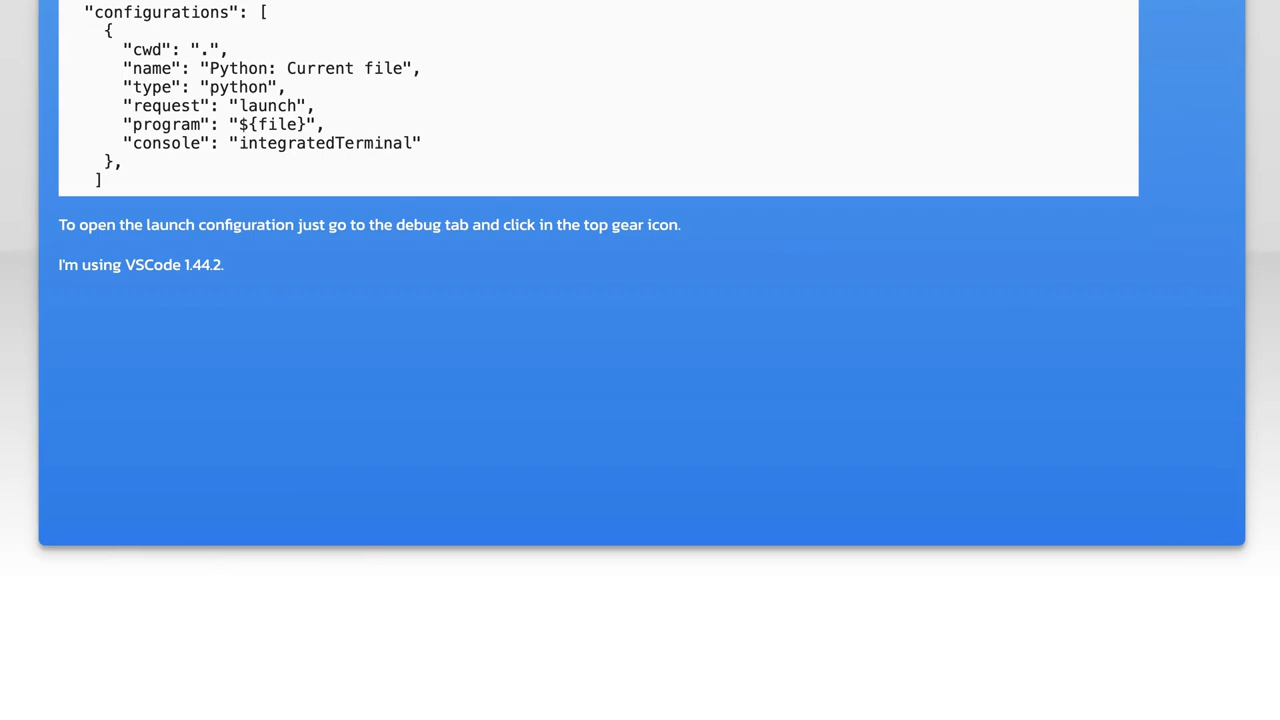 "configurations": [
{
"cwd": ".",
"name": "Python: Current file",
"type": "python",
"request": "launch",
"program": "${file}",
"console": "integratedTerminal"
},
]
To open the launch configuration just go to the debug tab and click in the top gear icon.
I'm using VSCode 1.44.2.